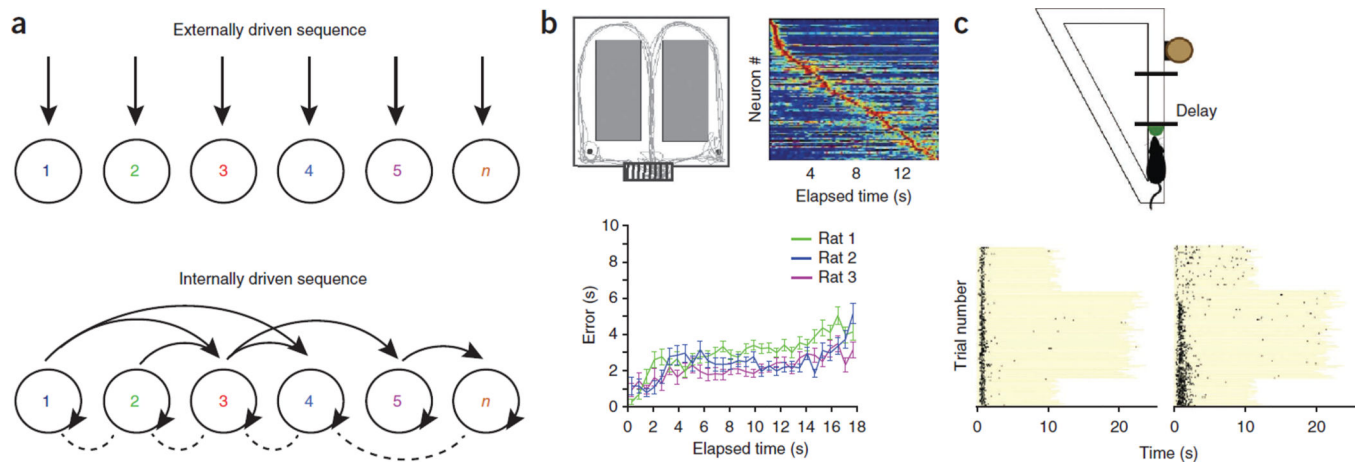 a
Externally driven sequence
1 2 3 4 5 n
Internally driven sequence
1 2 3 4 5 n
b
Neuron #
4 8 12
Elapsed time (s)
10
8
6
4
2
0
Error (s)
Rat 1
Rat 2
Rat 3
0 2 4 6 8 10 12 14 16 18
Elapsed time (s)
c
Delay
Trial number
0 10 20 0 10 20
Time (s)